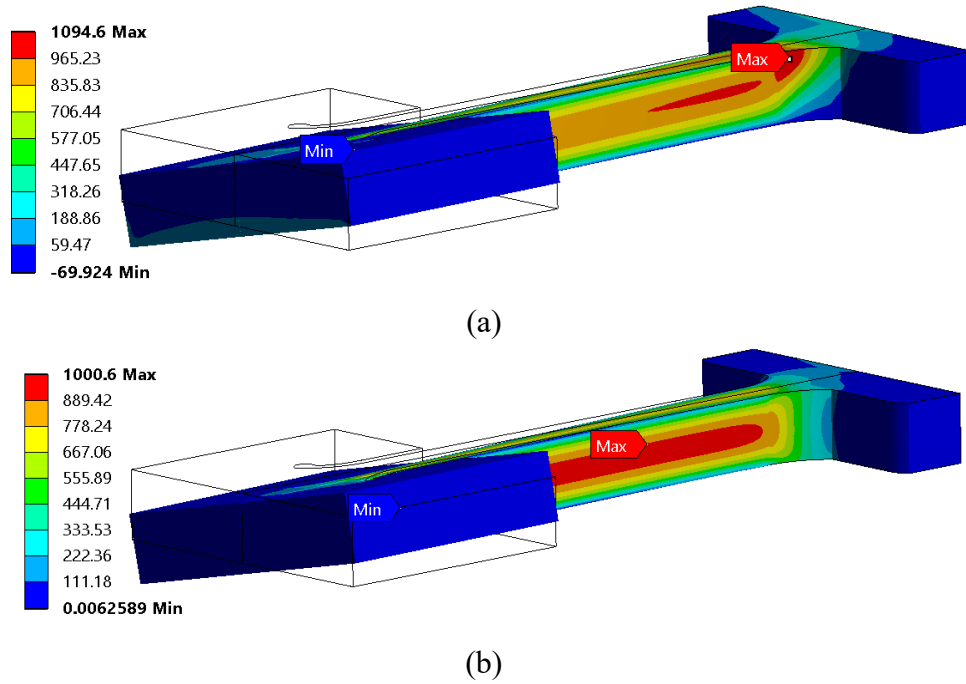 1094.6 Max
965.23
835.83
706.44
577.05
447.65
318.26
188.86
59.47
-69.924 Min
Max
Min
(a)
1000.6 Max
889.42
778.24
667.06
555.89
444.71
333.53
222.36
111.18
0.0062589 Min
Max
Min
(b)